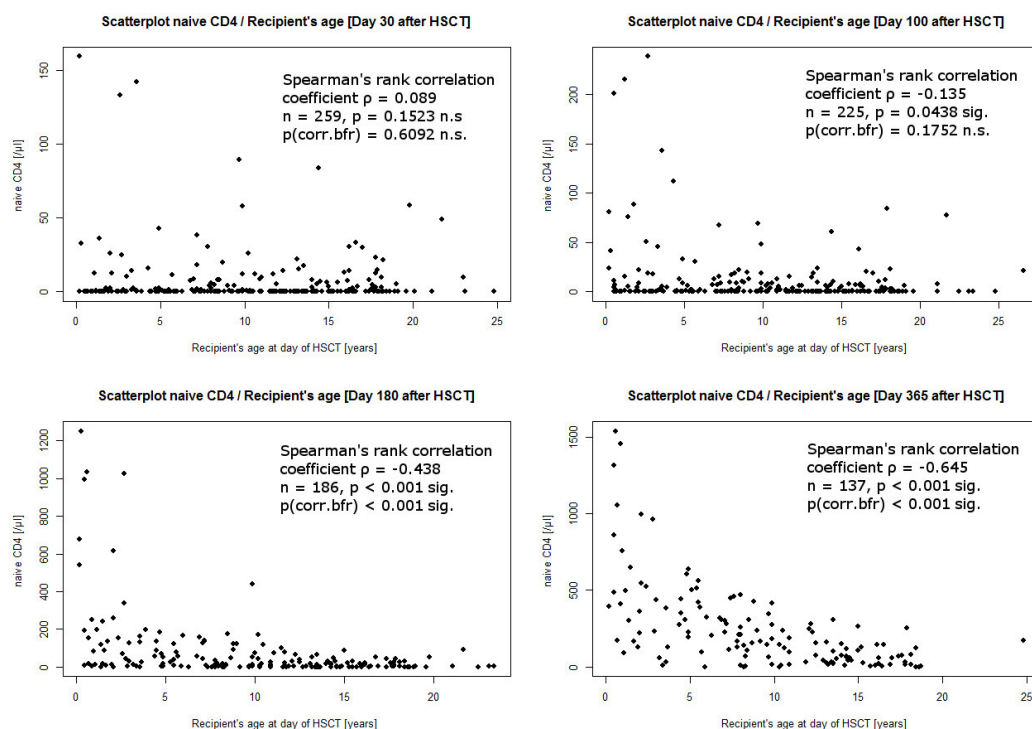 Scatterplot naive CD4 / Recipient's age [Day 30 after HSCT]
Spearman's rank correlation
coefficient ρ = 0.089
n = 259, p = 0.1523 n.s
p(corr.bfr) = 0.6092 n.s.
naive CD4 [/µl]
0
50
100
150
0 5 10 15 20 25
Recipient's age at day of HSCT [years]
Scatterplot naive CD4 / Recipient's age [Day 100 after HSCT]
Spearman's rank correlation
coefficient ρ = -0.135
n = 225, p = 0.0438 sig.
p(corr.bfr) = 0.1752 n.s.
naive CD4 [/µl]
0
50
100
150
200
0 5 10 15 20 25
Recipient's age at day of HSCT [years]
Scatterplot naive CD4 / Recipient's age [Day 180 after HSCT]
Spearman's rank correlation
coefficient ρ = -0.438
n = 186, p < 0.001 sig.
p(corr.bfr) < 0.001 sig.
naive CD4 [/µl]
0
200
400
600
800
1000
1200
0 5 10 15 20
Recipient's age at day of HSCT [years]
Scatterplot naive CD4 / Recipient's age [Day 365 after HSCT]
Spearman's rank correlation
coefficient ρ = -0.645
n = 137, p < 0.001 sig.
p(corr.bfr) < 0.001 sig.
naive CD4 [/µl]
0
500
1000
1500
0 5 10 15 20 25
Recipient's age at day of HSCT [years]